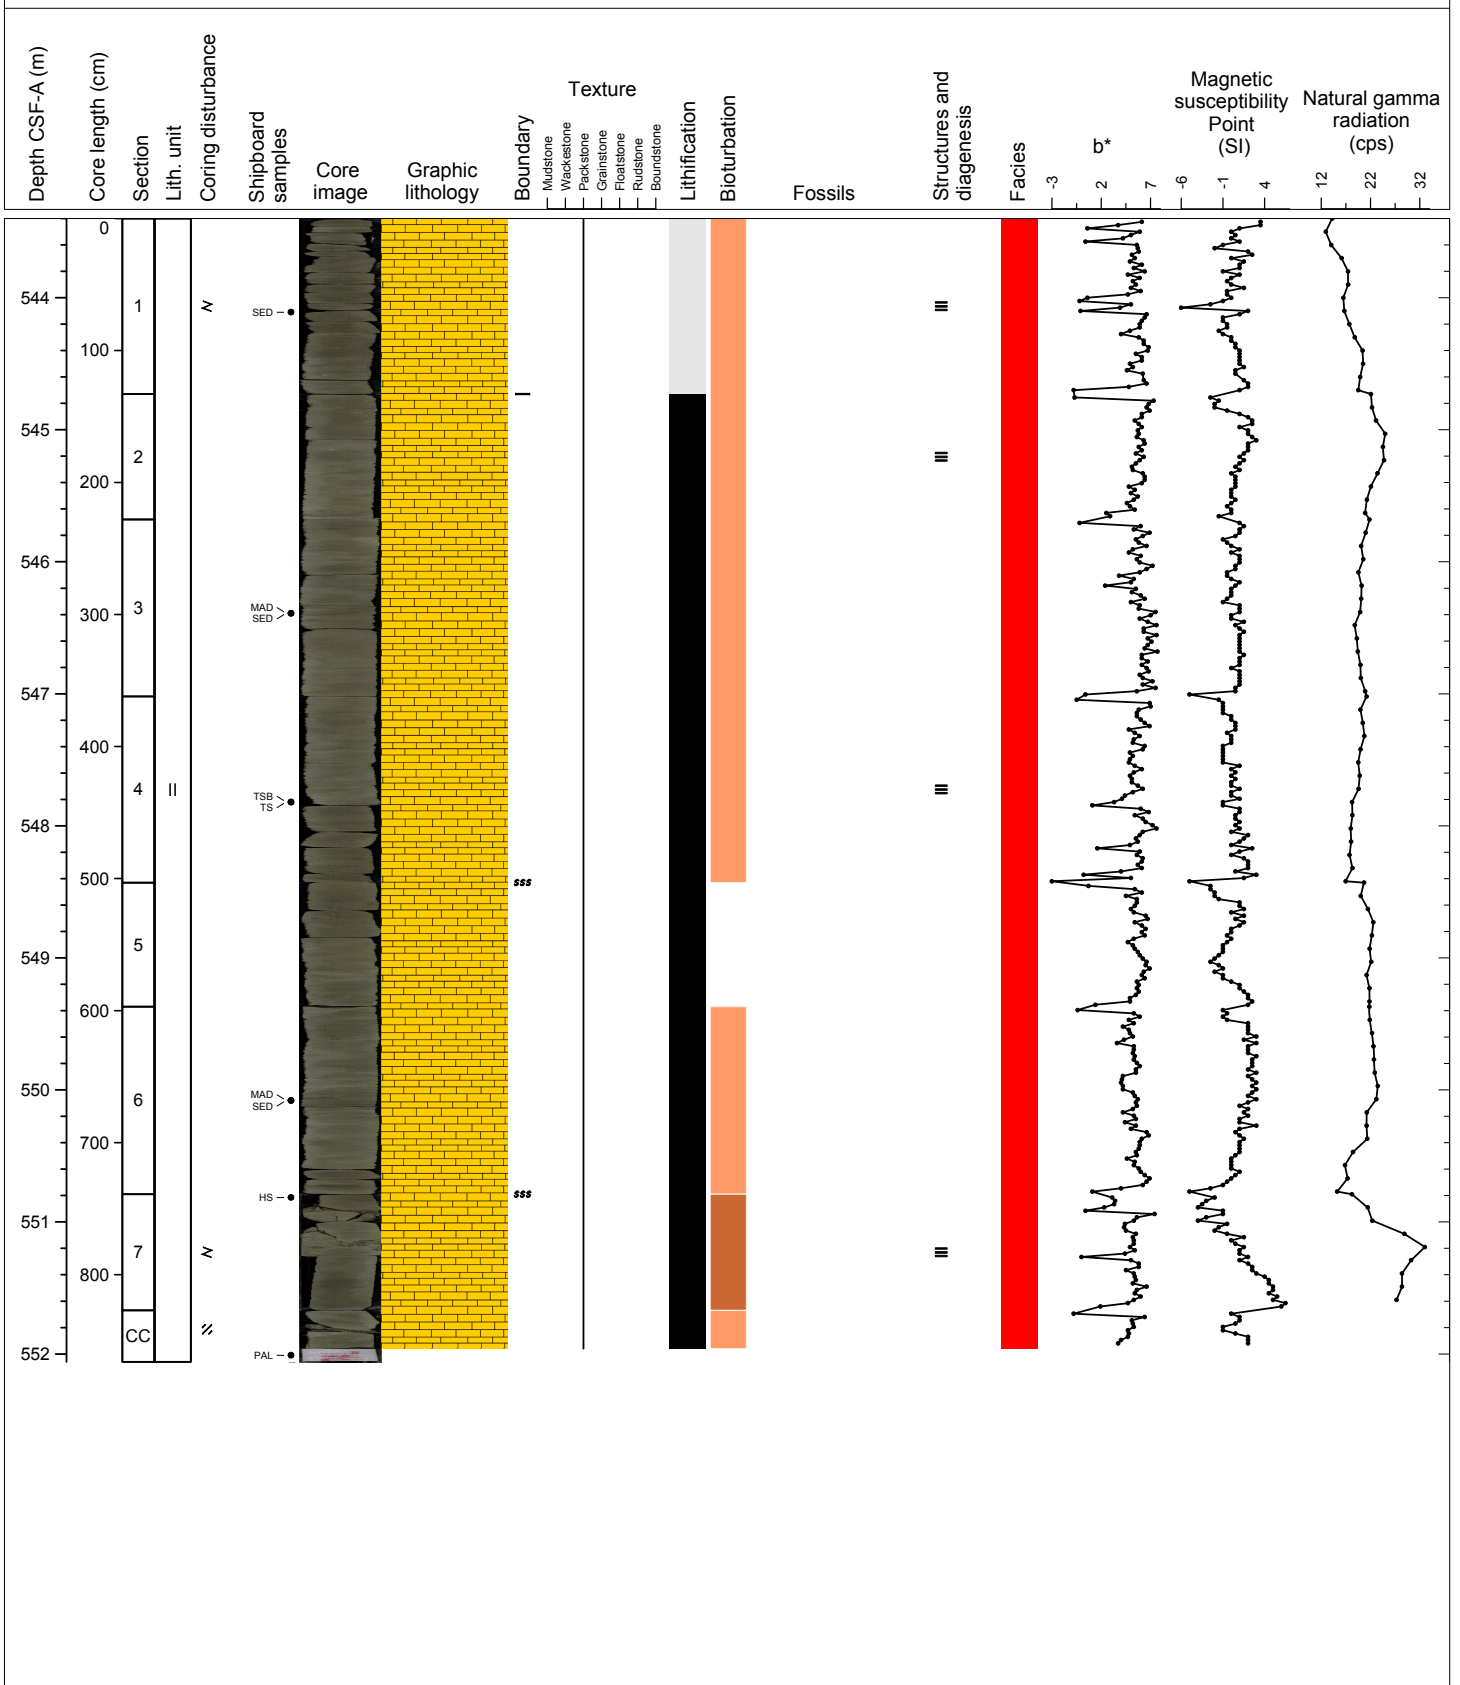 Depth CSF-A (m)
Core length (cm)
Section
Lith. unit
Coring disturbance
Shipboard
samples
Core
image
Graphic
lithology
Boundary
Texture
Mudstone
Wackestone
Packstone
Grainstone
Floatstone
Rudstone
Boundstone
Lithification
Bioturbation
Fossils
Structures and
diagenesis
Facies
b*
-3 2 7
Magnetic
susceptibility
Point
(SI)
-6 -1 4
Natural gamma
radiation
(cps)
12 22 32
0
544
1
SED
100
545
2
200
546
3
MAD
SED
300
547
400
4
II
TSB
TS
548
500
sss
5
549
600
MAD
SED
550
6
700
HS
sss
551
7
800
CC
552
PAL